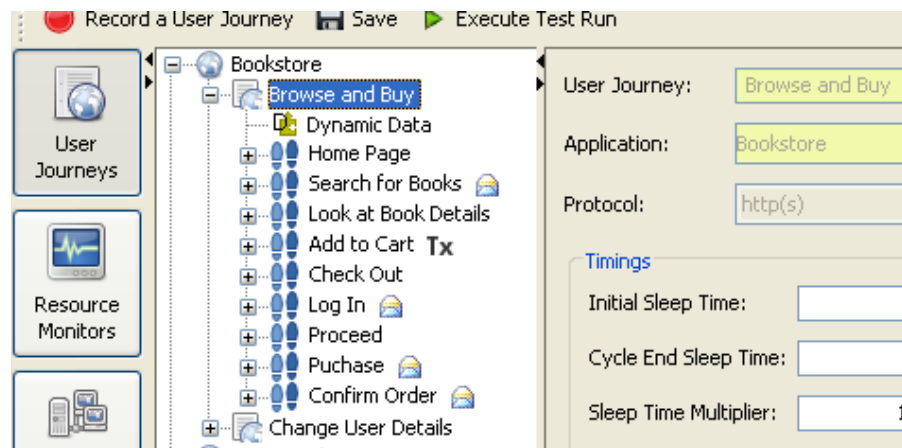 Record a User Journey Save Execute Test Run
User
Journeys
Resource
Monitors
Bookstore
Browse and Buy
Dynamic Data
Home Page
Search for Books
Look at Book Details
Add to Cart Tx
Check Out
Log In
Proceed
Puchase
Confirm Order
Change User Details
User Journey: Browse and Buy
Application: Bookstore
Protocol: http(s)
Timings
Initial Sleep Time:
Cycle End Sleep Time:
Sleep Time Multiplier: